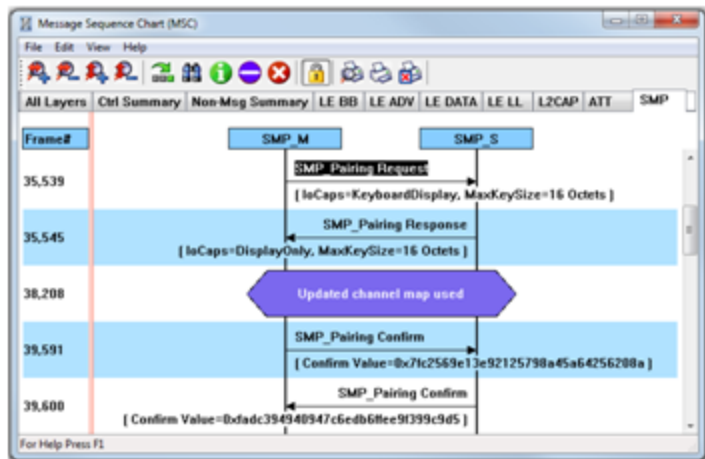 Message Sequence Chart (MSC)
File Edit View Help
All Layers Ctrl Summary Non-Msg Summary LE BB LE ADV LE DATA LE LL L2CAP ATT SMP
Frame# SMP_M SMP_S
SMP_Pairing Request
35,539
[ IoCaps=KeyboardDisplay, MaxKeySize=16 Octets ]
SMP_Pairing Response
35,545
[ IoCaps=DisplayOnly, MaxKeySize=16 Octets ]
38,208 Updated channel map used
SMP_Pairing Confirm
39,591
[ Confirm Value=0x7fc2569e13e92125798a45a64256208a ]
SMP_Pairing Confirm
39,600
[ Confirm Value=0xfadc394940947c6edb6ffee9f399c9d5 ]
For Help Press F1